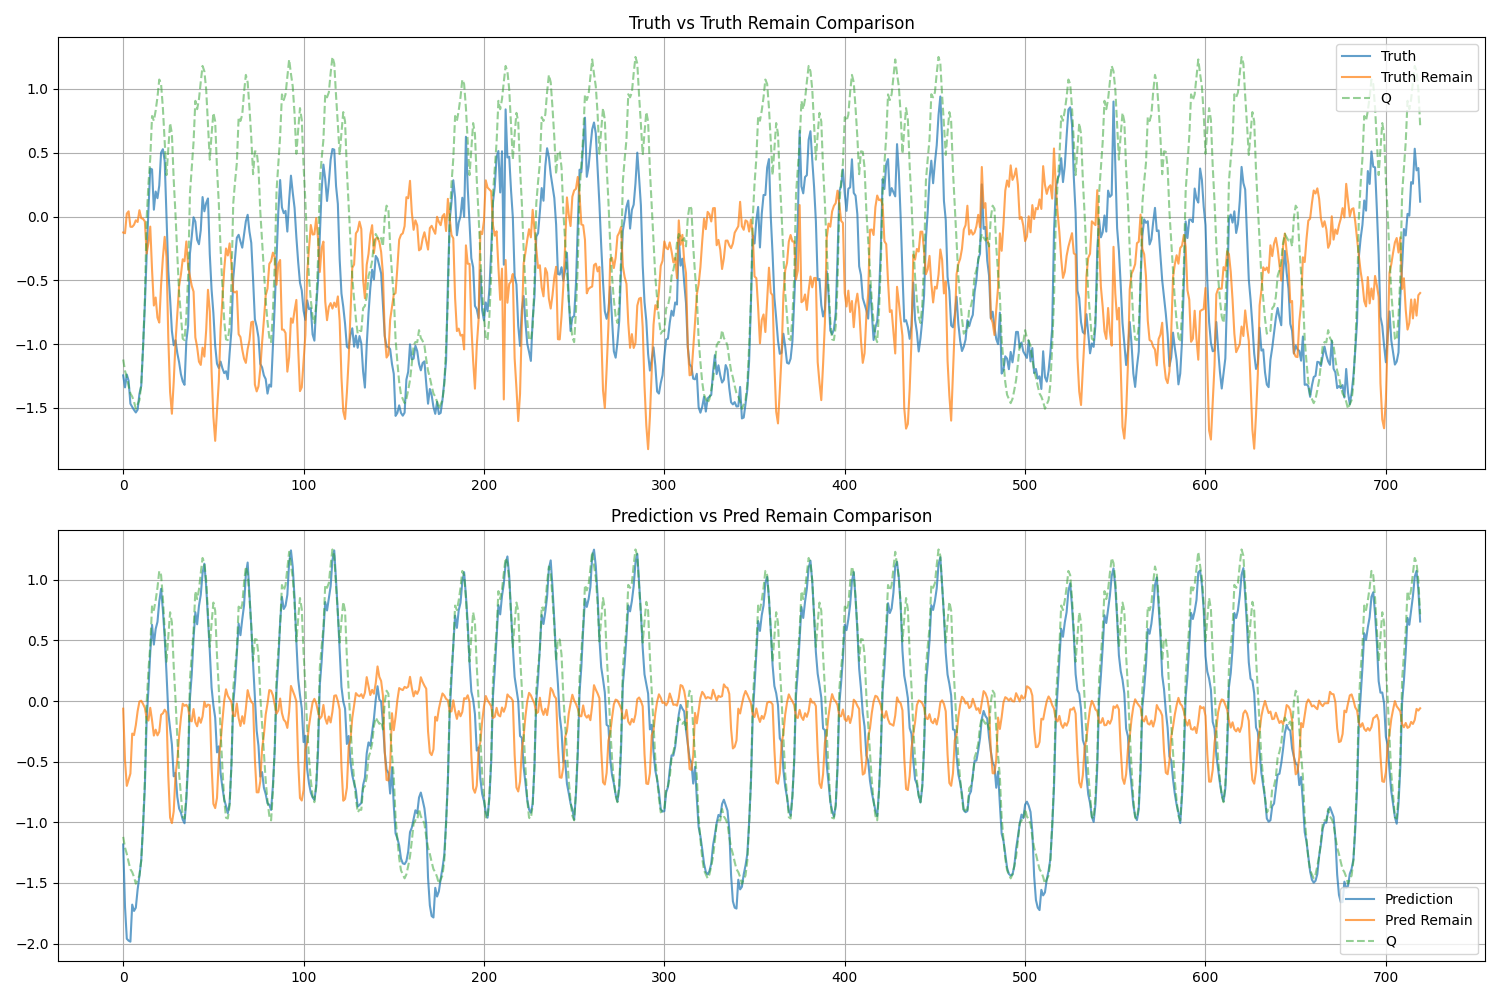 Truth vs Truth Remain Comparison
1.0
0.5
0.0
−0.5
−1.0
−1.5
Truth
Truth Remain
Q
0 100 200 300 400 500 600 700
Prediction vs Pred Remain Comparison
1.0
0.5
0.0
−0.5
−1.0
−1.5
−2.0
Prediction
Pred Remain
Q
0 100 200 300 400 500 600 700